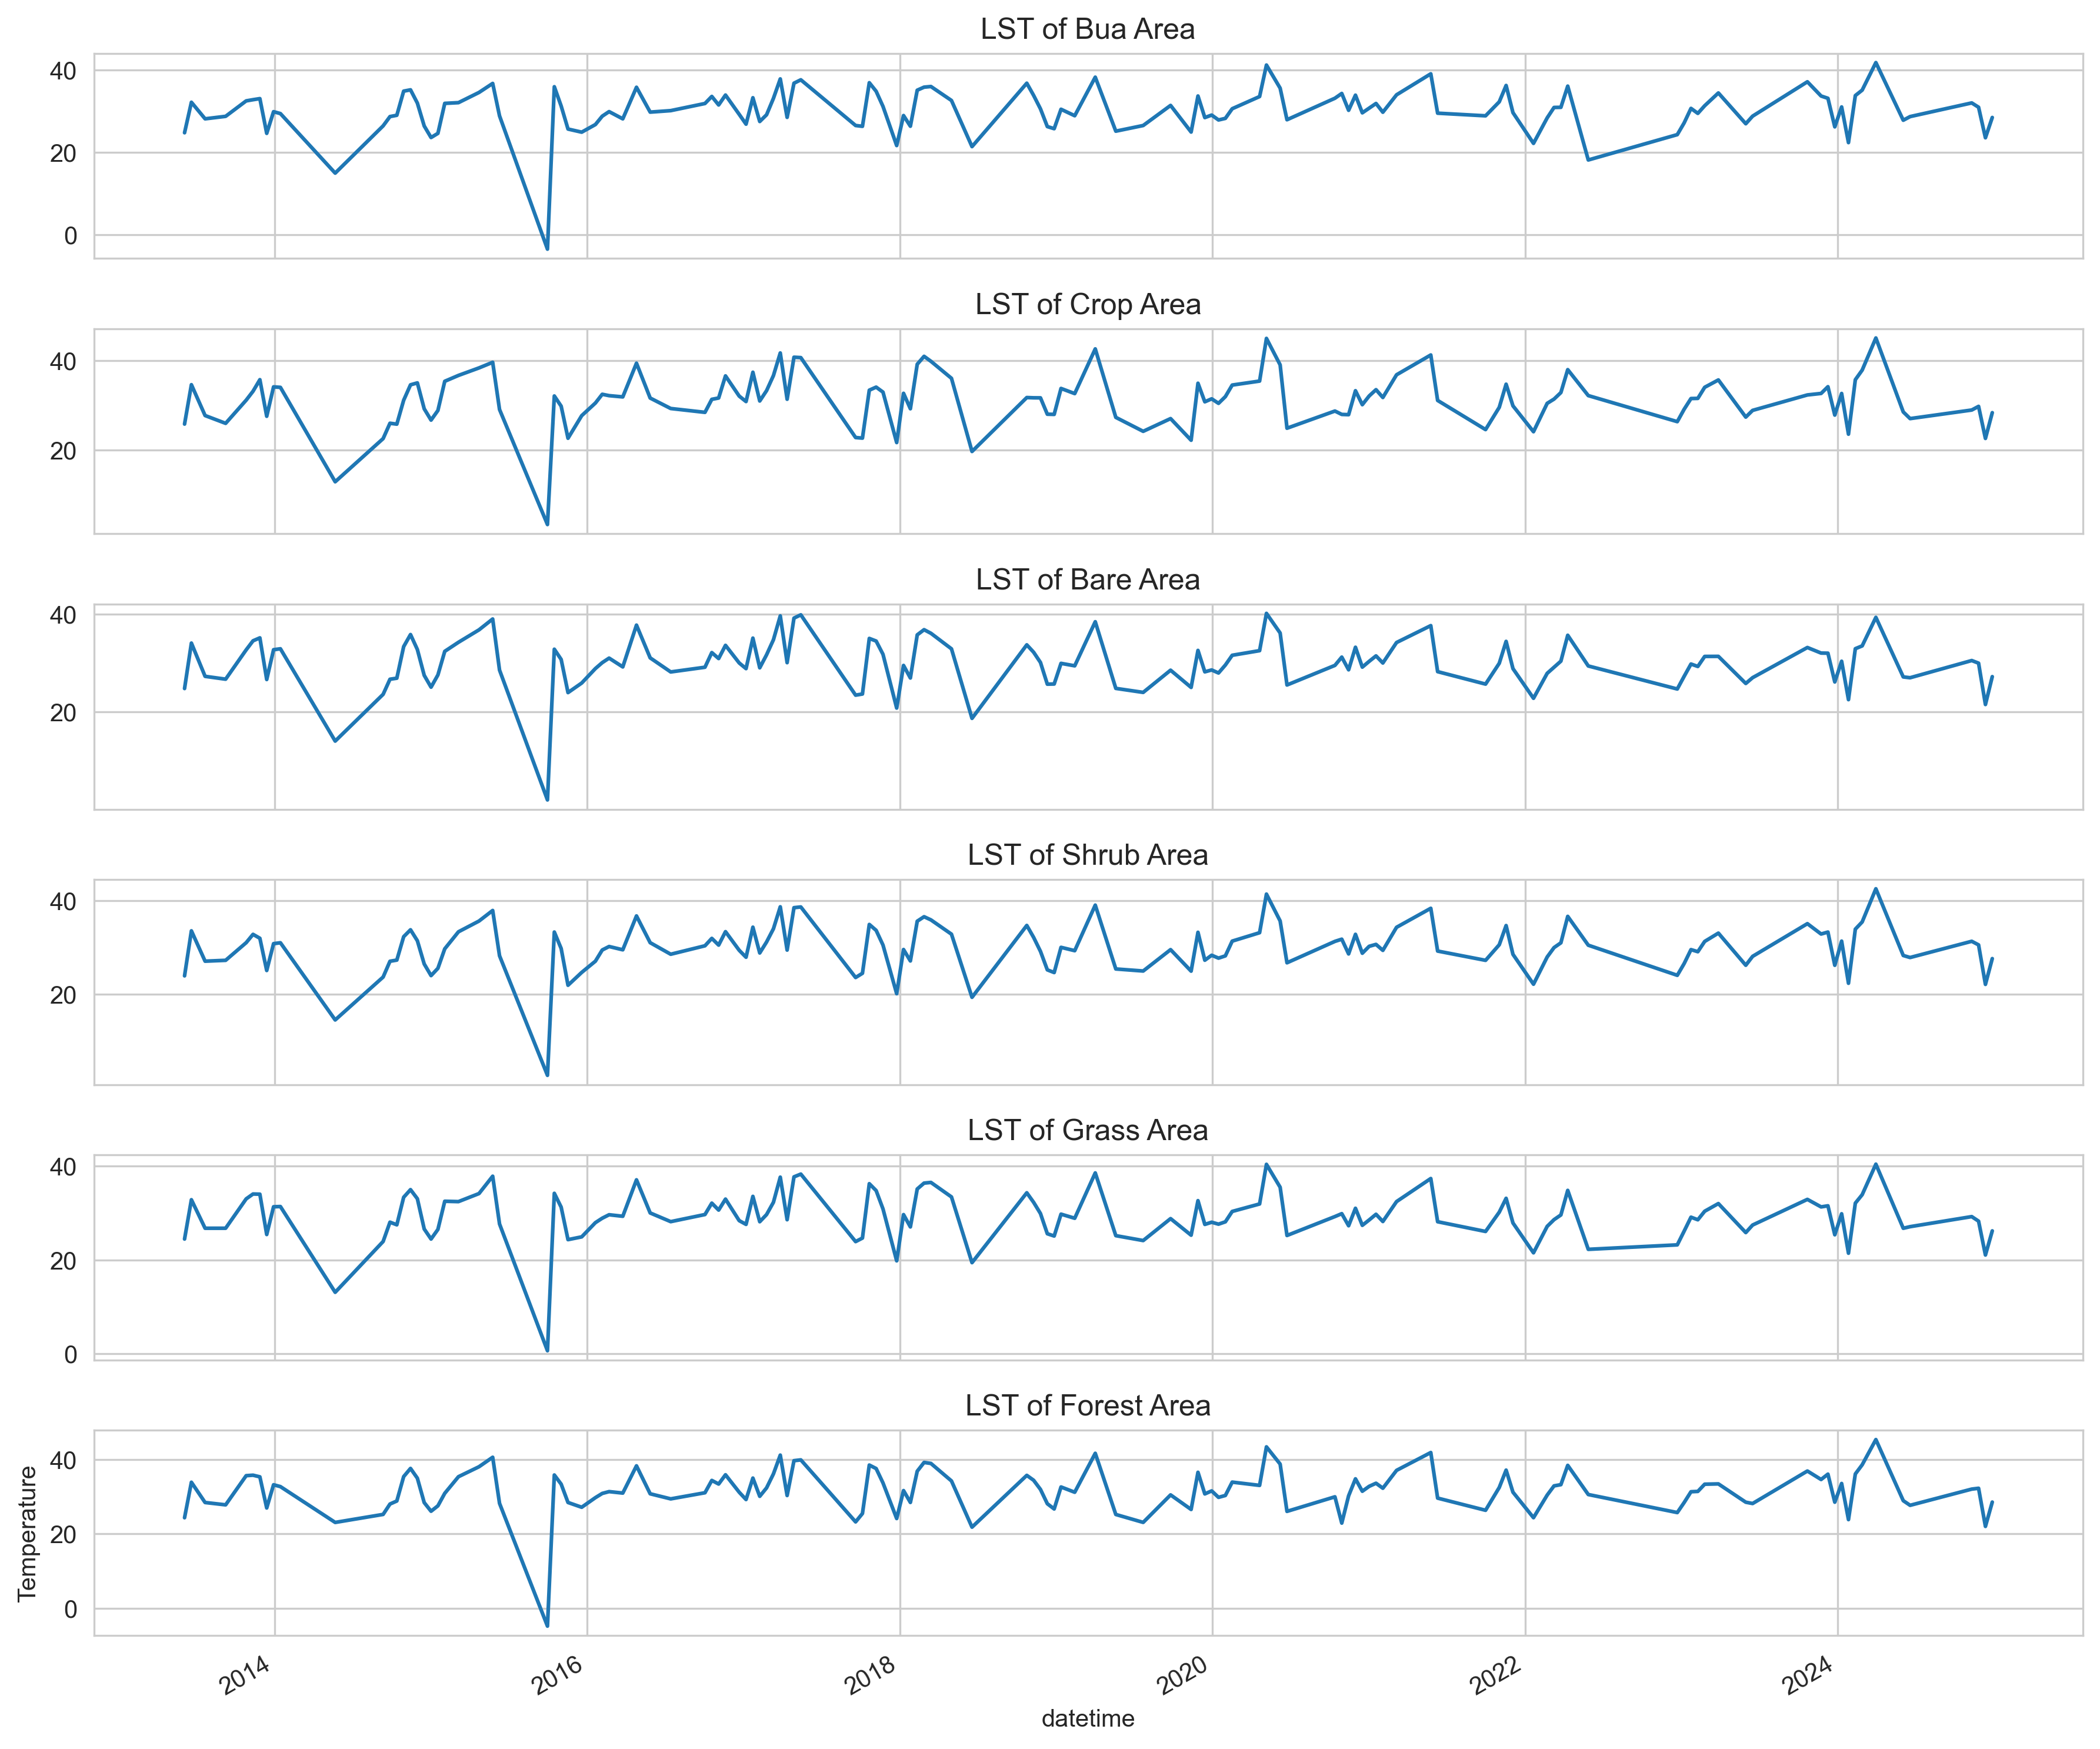 LST of Bua Area
40
20
0
LST of Crop Area
40
20
LST of Bare Area
40
20
LST of Shrub Area
40
20
LST of Grass Area
40
20
0
LST of Forest Area
40
20
0
Temperature
2014 2016 2018 2020 2022 2024
datetime